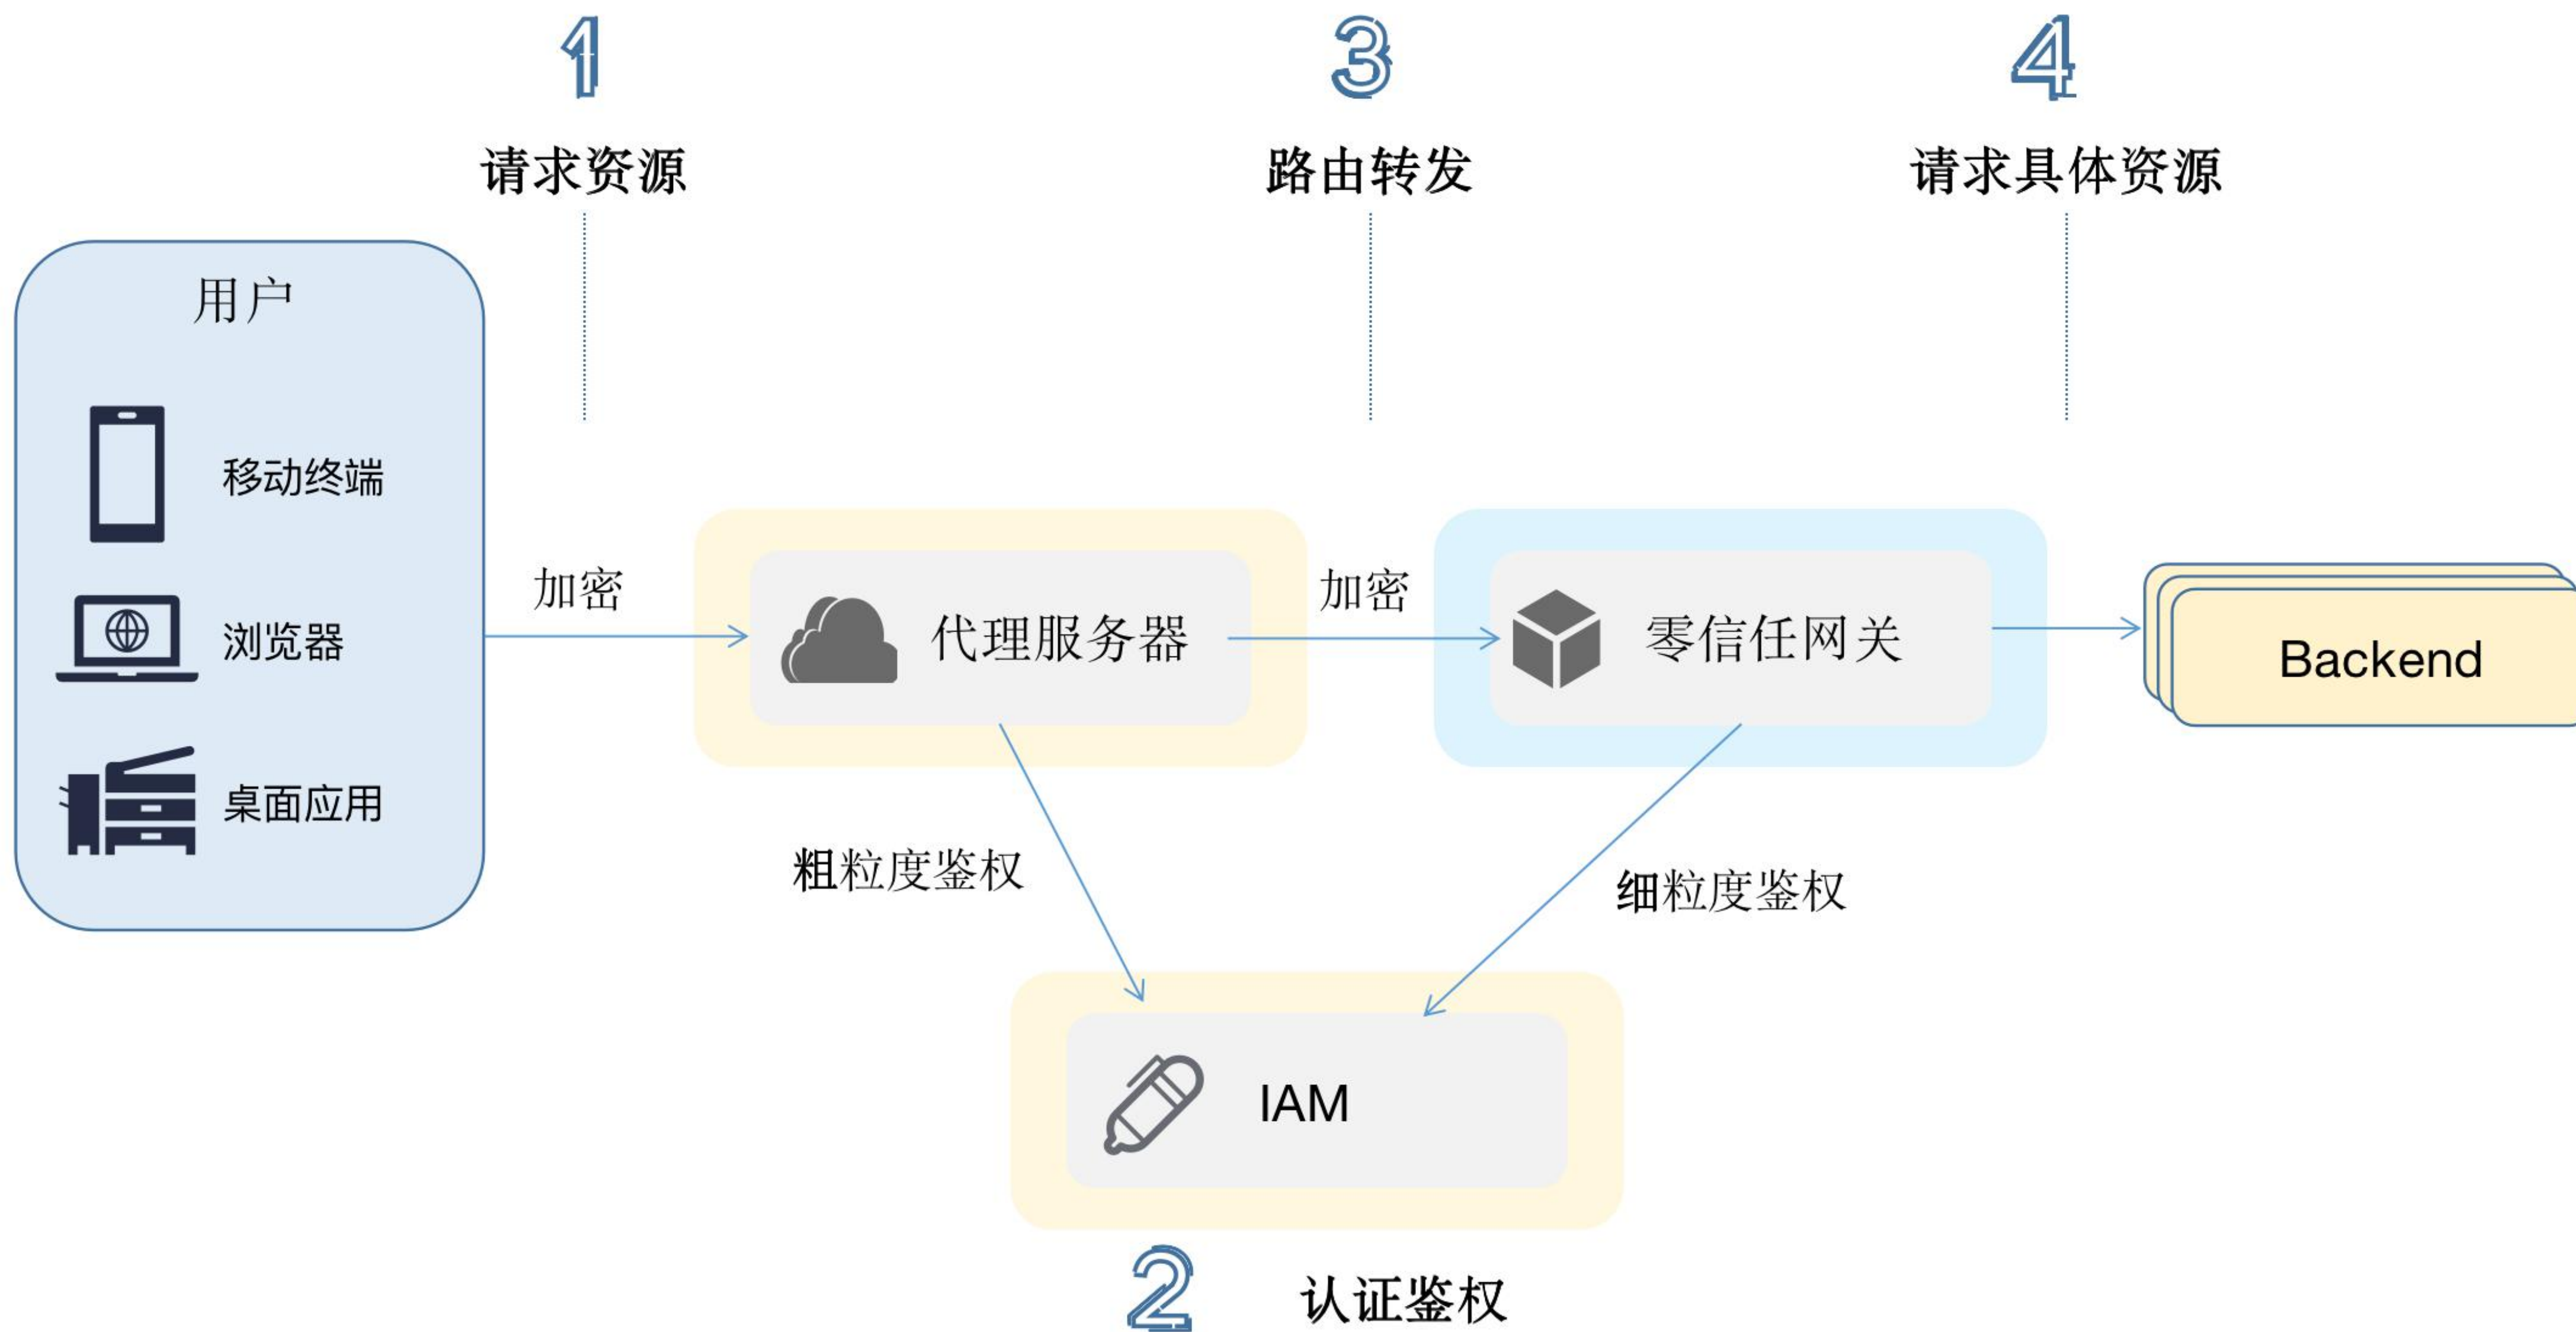 1
3
4
请求资源
路由转发
请求具体资源
用户
移动终端
浏览器
桌面应用
加密
代理服务器
加密
零信任网关
Backend
粗粒度鉴权
细粒度鉴权
IAM
2
认证鉴权